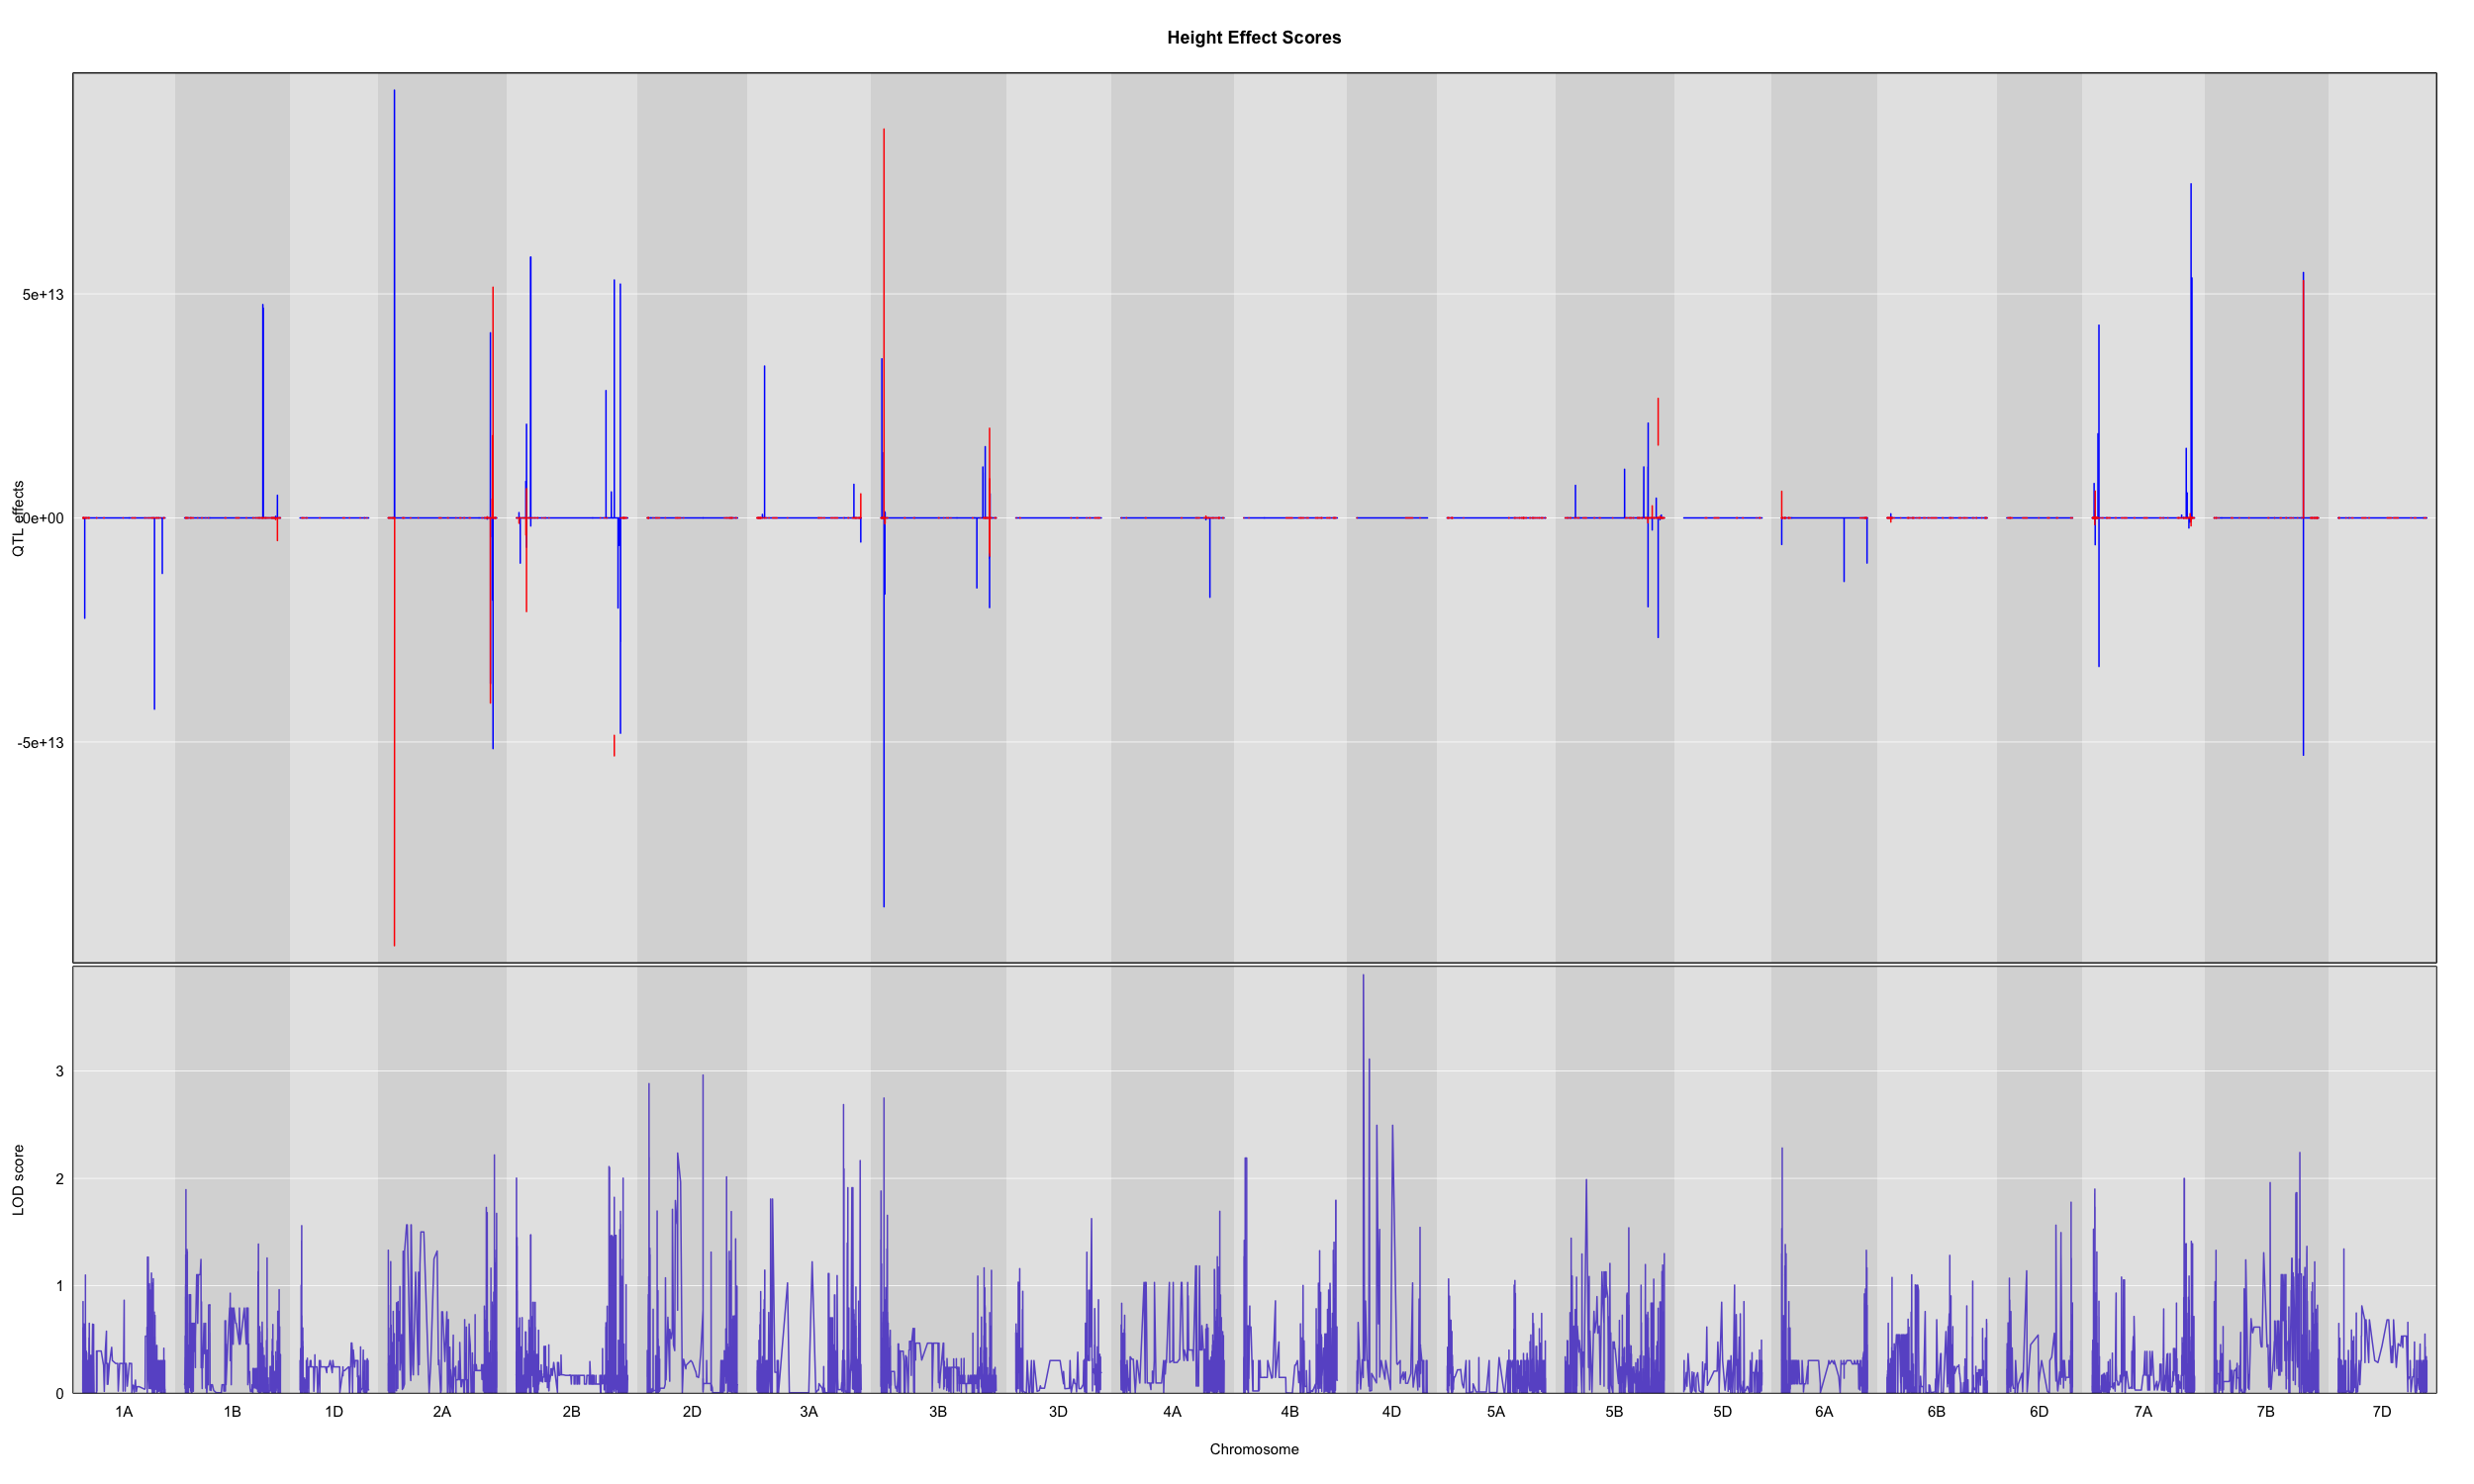 Height Effect Scores
5e+13
0e+00
-5e+13
QTL effects
3
2
1
0
LOD score
1A 1B 1D 2A 2B 2D 3A 3B 3D 4A 4B 4D 5A 5B 5D 6A 6B 6D 7A 7B 7D
Chromosome